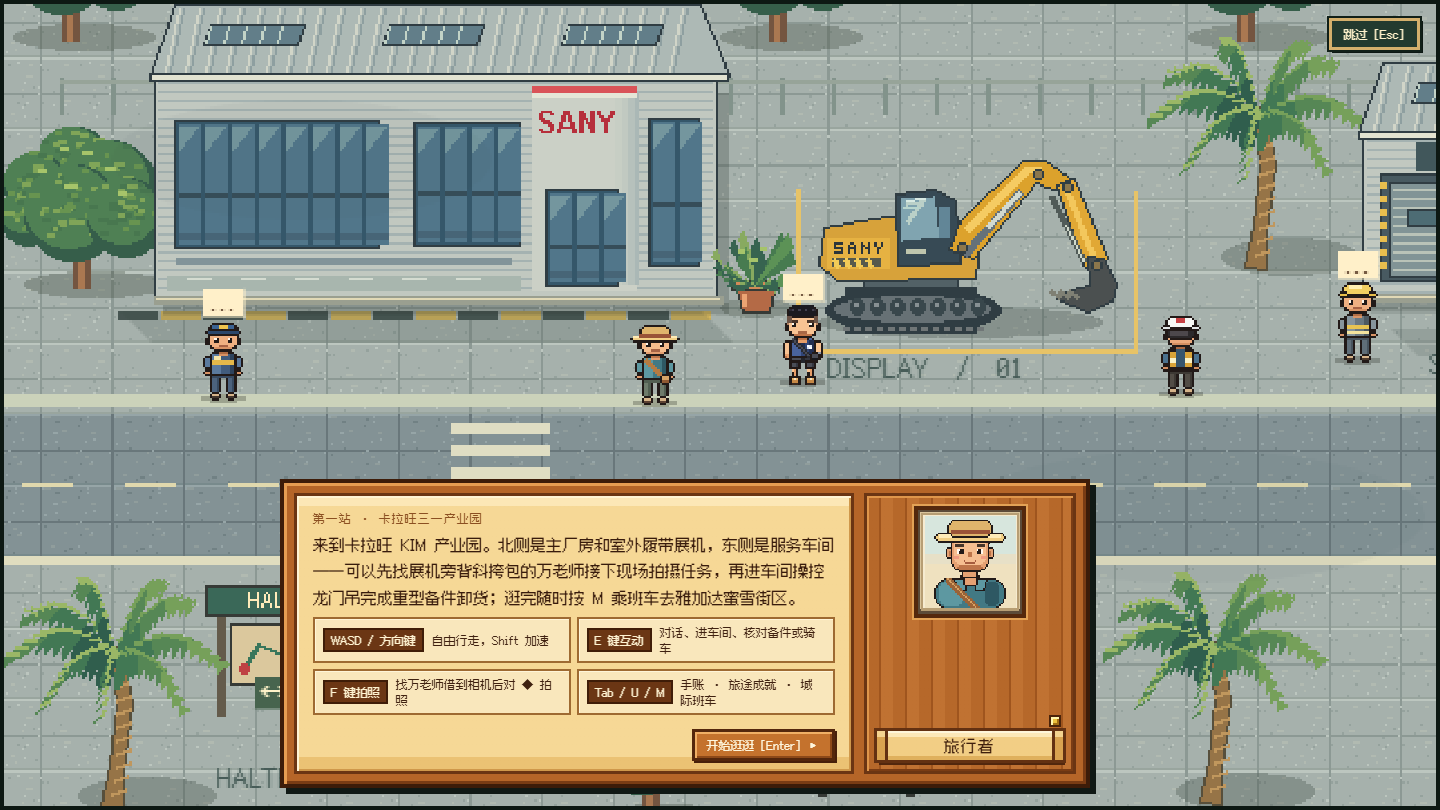 跳过 [Esc]
SANY
SANY
...
...
...
DISPLAY / 01
第一站 · 卡拉旺三一产业园
来到卡拉旺 KIM 产业园。北侧是主厂房和室外履带展机，东侧是服务车间
——可以先找展机旁背斜挎包的万老师接下现场拍摄任务，再进车间操控
龙门吊完成重型备件卸货；逛完随时按 M 乘班车去雅加达蜜雪街区。
WASD / 方向键 自由行走，Shift 加速
E 键互动 对话、进车间、核对备件或骑
车
F 键拍照 找万老师借到相机后对 ◆ 拍
照
Tab / U / M 手账 · 旅途成就 · 城
际班车
开始逛逛 [Enter] ▸
旅行者
HAL
HALT